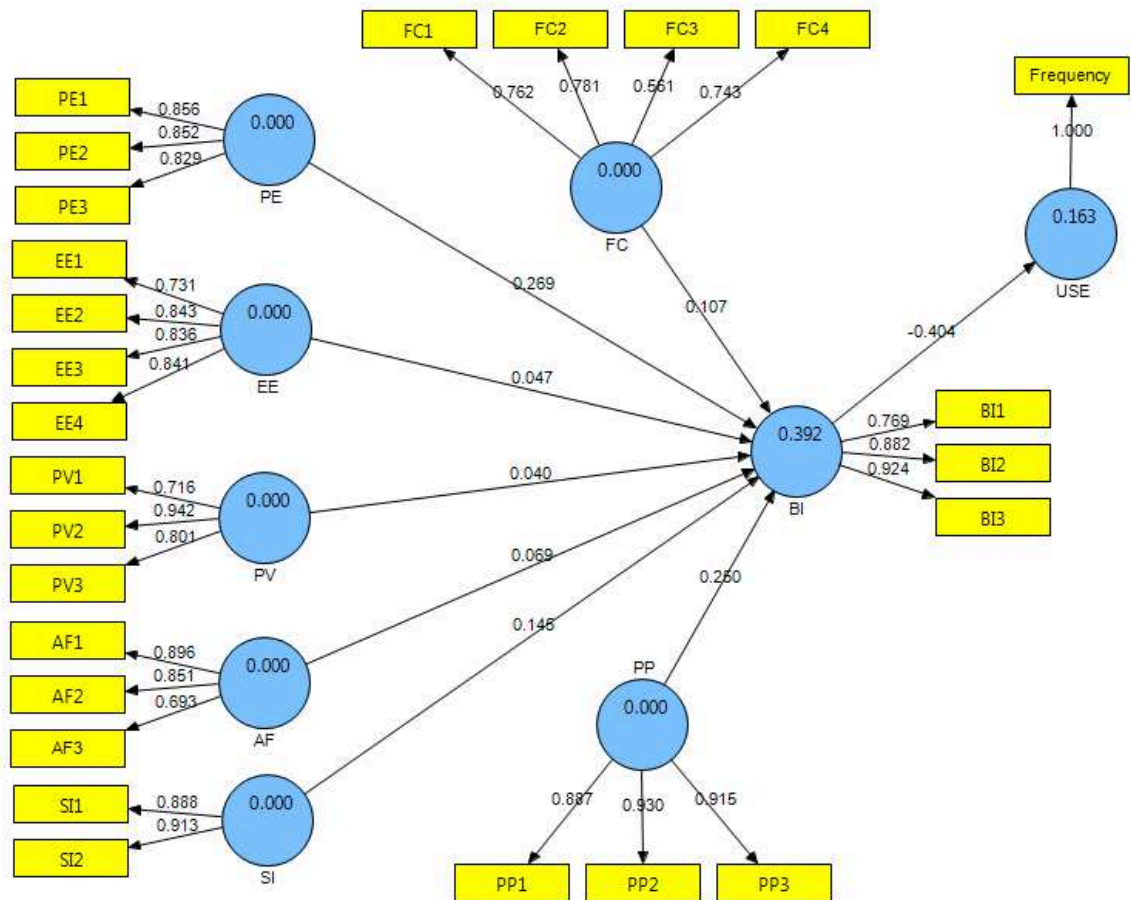 FC1
FC2
FC3
FC4
0.762
0.781
0.561
0.743
0.000
FC
Frequency
1.000
0.163
USE
PE1
PE2
PE3
0.856
0.852
0.829
0.000
PE
EE1
EE2
EE3
EE4
0.731
0.843
0.836
0.841
0.000
EE
PV1
PV2
PV3
0.716
0.942
0.801
0.000
PV
AF1
AF2
AF3
0.896
0.851
0.693
0.000
AF
SI1
SI2
0.888
0.913
0.000
SI
0.269
0.107
0.047
0.040
0.069
0.145
0.250
-0.404
0.392
BI
0.769
0.882
0.924
BI1
BI2
BI3
PP
0.000
0.887
0.930
0.915
PP1
PP2
PP3